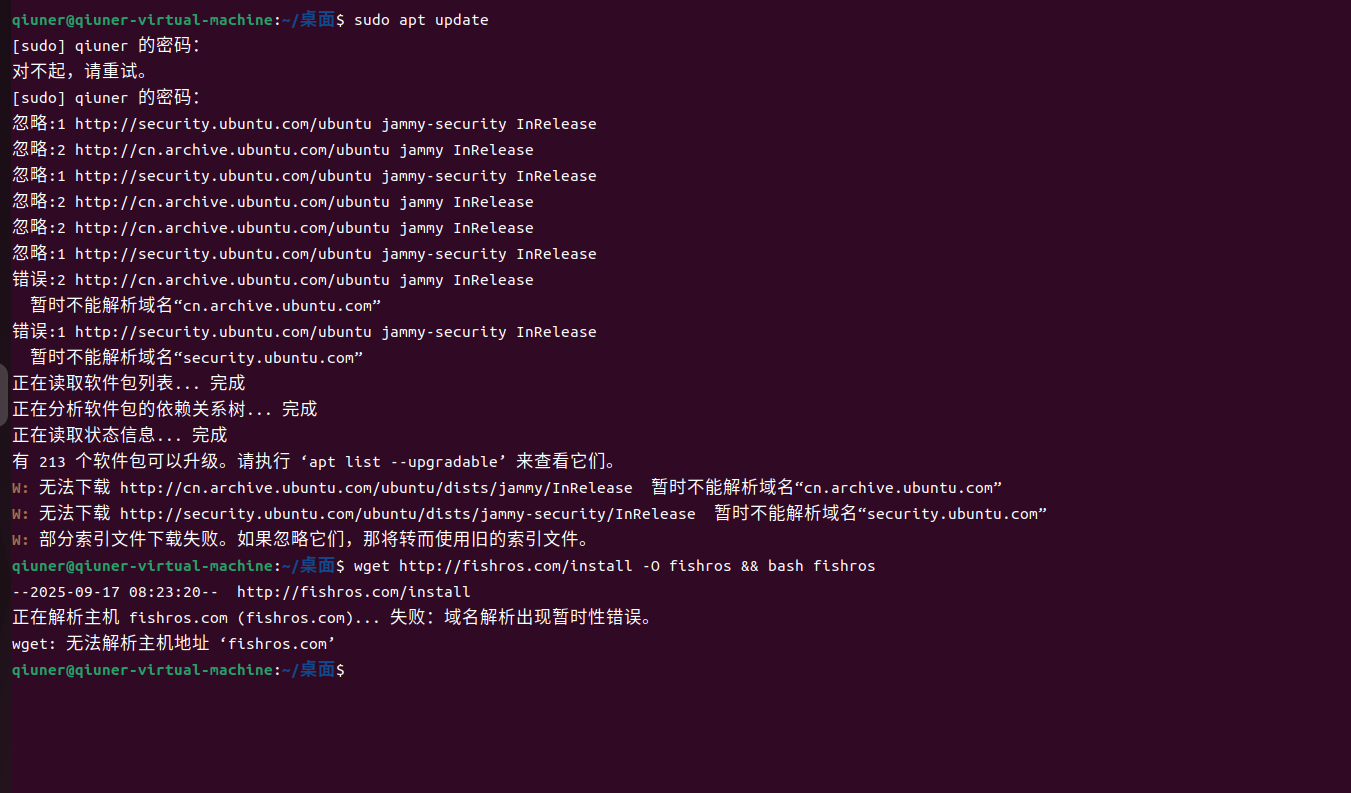 qiuner@qiuner-virtual-machine:~/桌面$ sudo apt update
[sudo] qiuner 的密码：
对不起，请重试。
[sudo] qiuner 的密码：
忽略:1 http://security.ubuntu.com/ubuntu jammy-security InRelease
忽略:2 http://cn.archive.ubuntu.com/ubuntu jammy InRelease
忽略:1 http://security.ubuntu.com/ubuntu jammy-security InRelease
忽略:2 http://cn.archive.ubuntu.com/ubuntu jammy InRelease
忽略:2 http://cn.archive.ubuntu.com/ubuntu jammy InRelease
忽略:1 http://security.ubuntu.com/ubuntu jammy-security InRelease
错误:2 http://cn.archive.ubuntu.com/ubuntu jammy InRelease
  暂时不能解析域名“cn.archive.ubuntu.com”
错误:1 http://security.ubuntu.com/ubuntu jammy-security InRelease
  暂时不能解析域名“security.ubuntu.com”
正在读取软件包列表... 完成
正在分析软件包的依赖关系树... 完成
正在读取状态信息... 完成
有 213 个软件包可以升级。请执行 ‘apt list --upgradable’ 来查看它们。
W: 无法下载 http://cn.archive.ubuntu.com/ubuntu/dists/jammy/InRelease  暂时不能解析域名“cn.archive.ubuntu.com”
W: 无法下载 http://security.ubuntu.com/ubuntu/dists/jammy-security/InRelease  暂时不能解析域名“security.ubuntu.com”
W: 部分索引文件下载失败。如果忽略它们，那将转而使用旧的索引文件。
qiuner@qiuner-virtual-machine:~/桌面$ wget http://fishros.com/install -O fishros && bash fishros
--2025-09-17 08:23:20--  http://fishros.com/install
正在解析主机 fishros.com (fishros.com)... 失败：域名解析出现暂时性错误。
wget: 无法解析主机地址 ‘fishros.com’
qiuner@qiuner-virtual-machine:~/桌面$